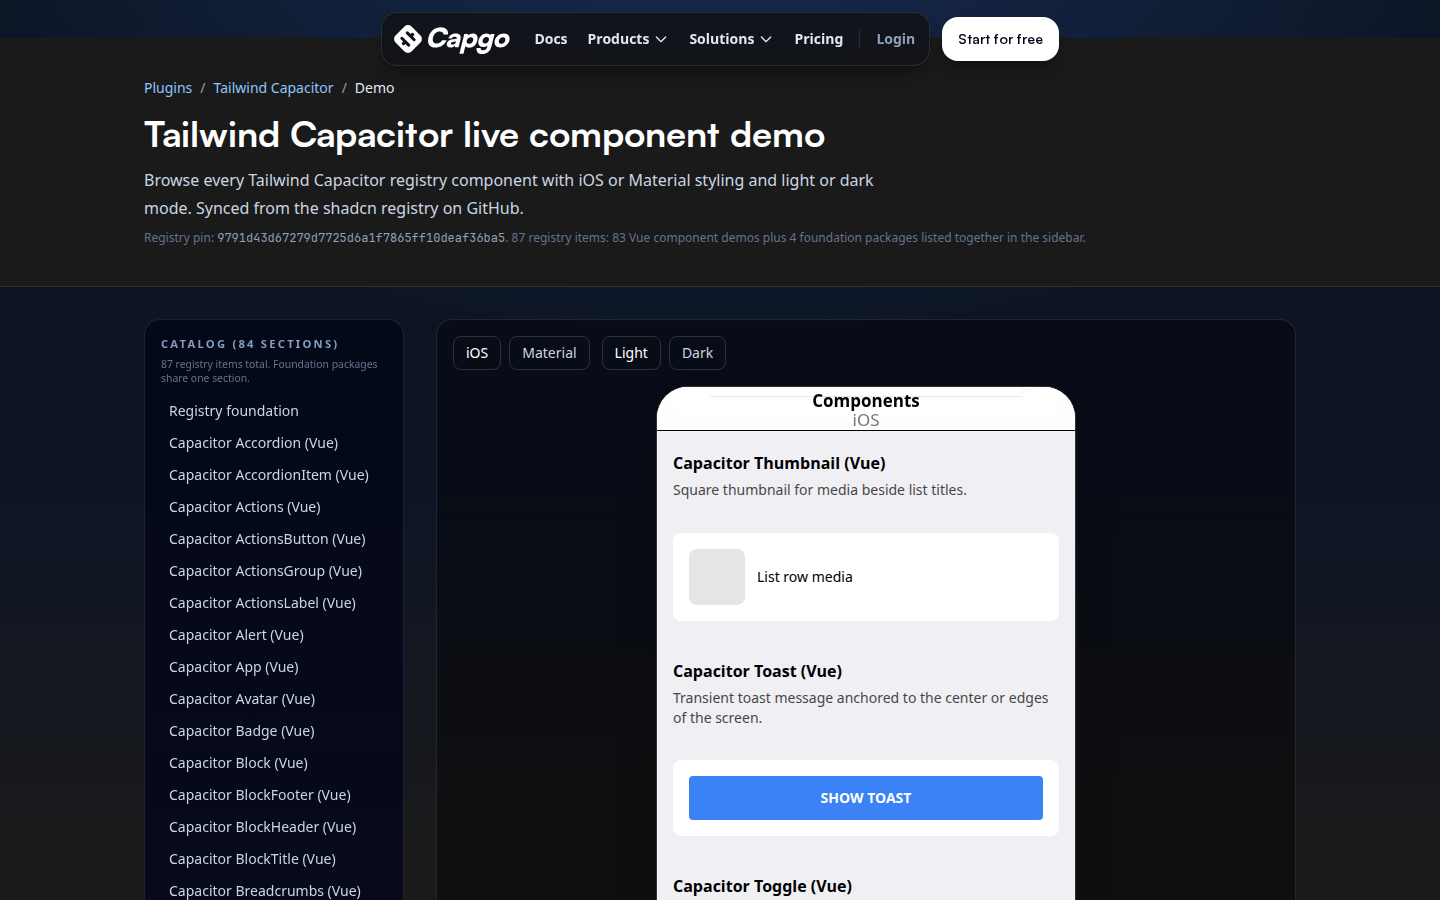 Capgo
Docs
Products
Solutions
Pricing
Login
Start for free
Plugins / Tailwind Capacitor / Demo
Tailwind Capacitor live component demo
Browse every Tailwind Capacitor registry component with iOS or Material styling and light or dark
mode. Synced from the shadcn registry on GitHub.
Registry pin: 9791d43d67279d7725d6a1f7865ff10deaf36ba5. 87 registry items: 83 Vue component demos plus 4 foundation packages listed together in the sidebar.
CATALOG (84 SECTIONS)
87 registry items total. Foundation packages
share one section.
Registry foundation
Capacitor Accordion (Vue)
Capacitor AccordionItem (Vue)
Capacitor Actions (Vue)
Capacitor ActionsButton (Vue)
Capacitor ActionsGroup (Vue)
Capacitor ActionsLabel (Vue)
Capacitor Alert (Vue)
Capacitor App (Vue)
Capacitor Avatar (Vue)
Capacitor Badge (Vue)
Capacitor Block (Vue)
Capacitor BlockFooter (Vue)
Capacitor BlockHeader (Vue)
Capacitor BlockTitle (Vue)
Capacitor Breadcrumbs (Vue)
iOS
Material
Light
Dark
Components
iOS
Capacitor Thumbnail (Vue)
Square thumbnail for media beside list titles.
List row media
Capacitor Toast (Vue)
Transient toast message anchored to the center or edges
of the screen.
SHOW TOAST
Capacitor Toggle (Vue)